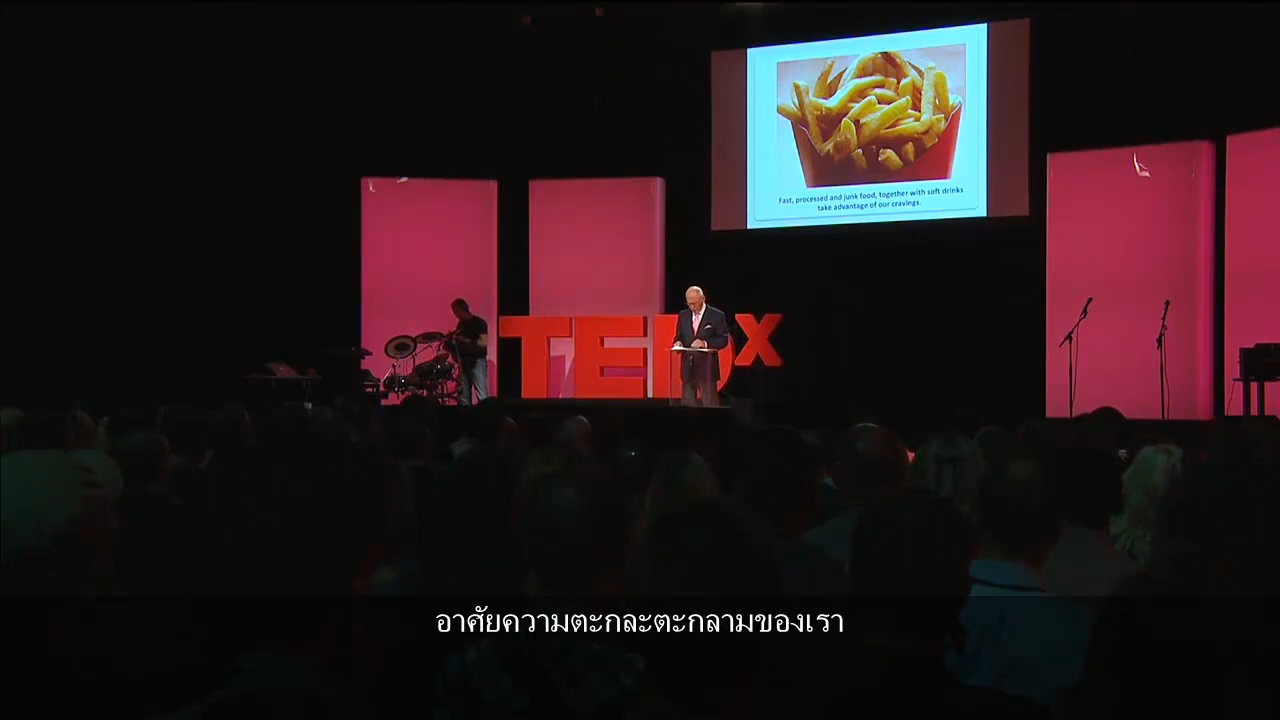 Fast, processed and junk food, together with soft drinks
take advantage of our cravings.
TEDx
อาศัยความตะกละตะกลามของเรา